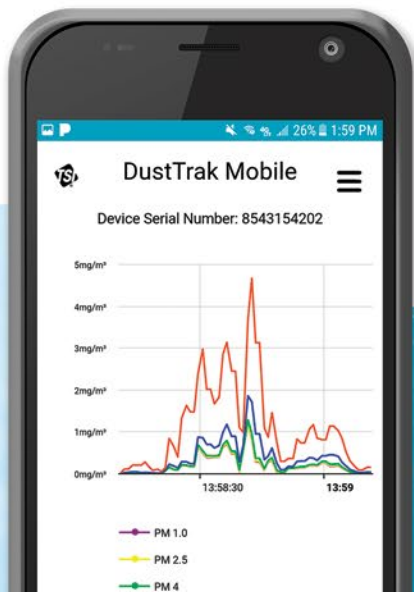 26% 1:59 PM
TSI
DustTrak Mobile
Device Serial Number: 8543154202
5mg/m³
4mg/m³
3mg/m³
2mg/m³
1mg/m³
0mg/m³
13:58:30 13:59
PM 1.0
PM 2.5
PM 4